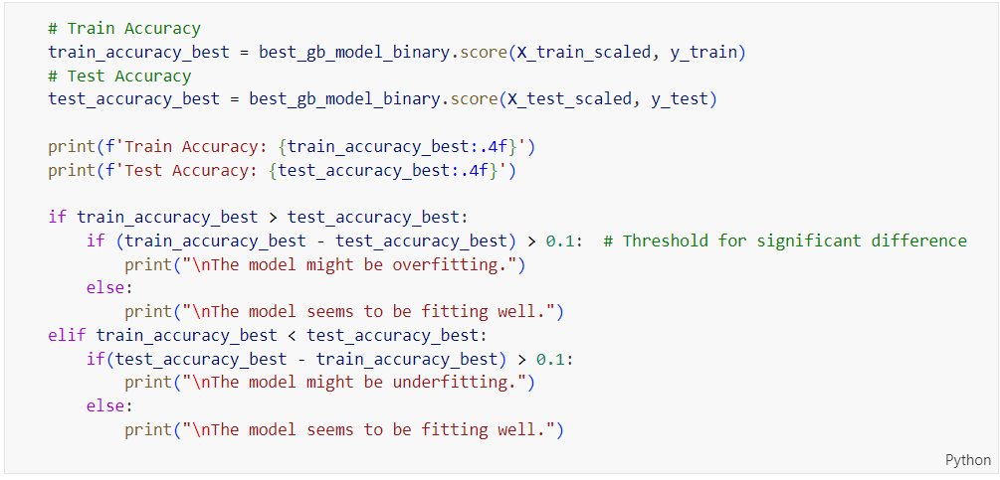 # Train Accuracy
train_accuracy_best = best_gb_model_binary.score(X_train_scaled, y_train)
# Test Accuracy
test_accuracy_best = best_gb_model_binary.score(X_test_scaled, y_test)

print(f'Train Accuracy: {train_accuracy_best:.4f}')
print(f'Test Accuracy: {test_accuracy_best:.4f}')

if train_accuracy_best > test_accuracy_best:
    if (train_accuracy_best - test_accuracy_best) > 0.1:  # Threshold for significant difference
        print("\nThe model might be overfitting.")
    else:
        print("\nThe model seems to be fitting well.")
elif train_accuracy_best < test_accuracy_best:
    if(test_accuracy_best - train_accuracy_best) > 0.1:
        print("\nThe model might be underfitting.")
    else:
        print("\nThe model seems to be fitting well.")
Python